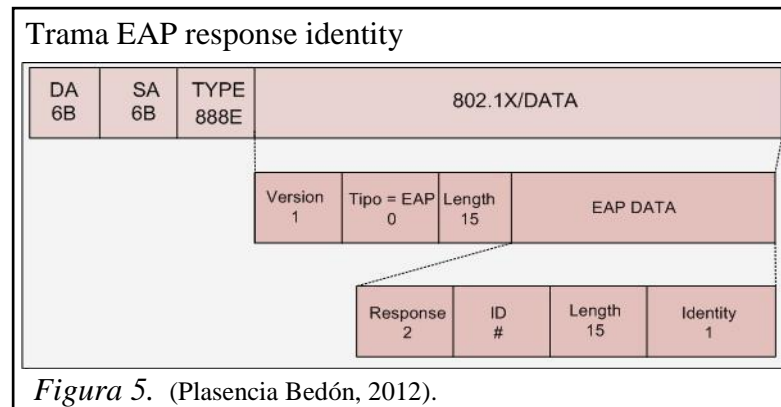 Trama EAP response identity
DA SA TYPE 802.1X/DATA
6B 6B 888E
Version Tipo = EAP Length EAP DATA
1 0 15
Response ID Length Identity
2 # 15 1
Figura 5. (Plasencia Bedón, 2012).